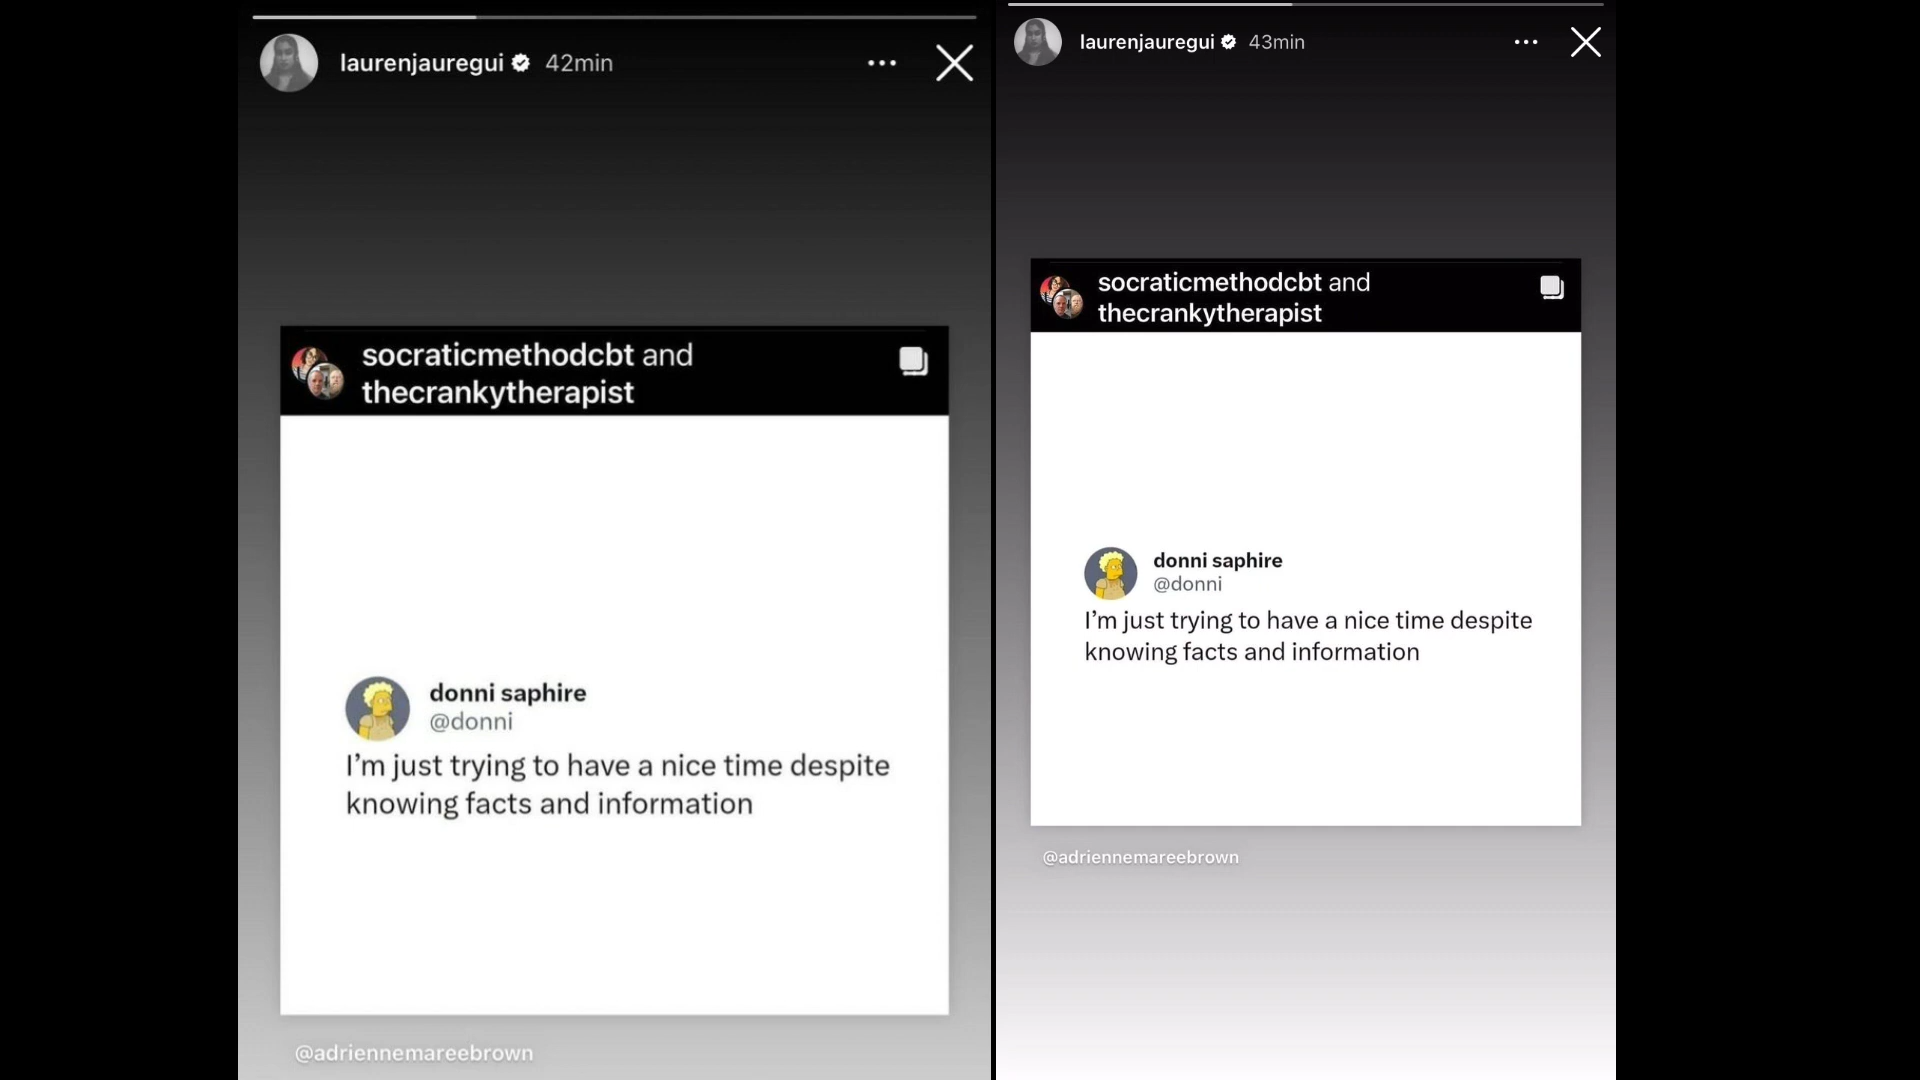 laurenjauregui 42min
socraticmethodcbt and
thecrankytherapist
donni saphire
@donni
I’m just trying to have a nice time despite
knowing facts and information
@adriennemareebrown
laurenjauregui 43min
socraticmethodcbt and
thecrankytherapist
donni saphire
@donni
I’m just trying to have a nice time despite
knowing facts and information
@adriennemareebrown